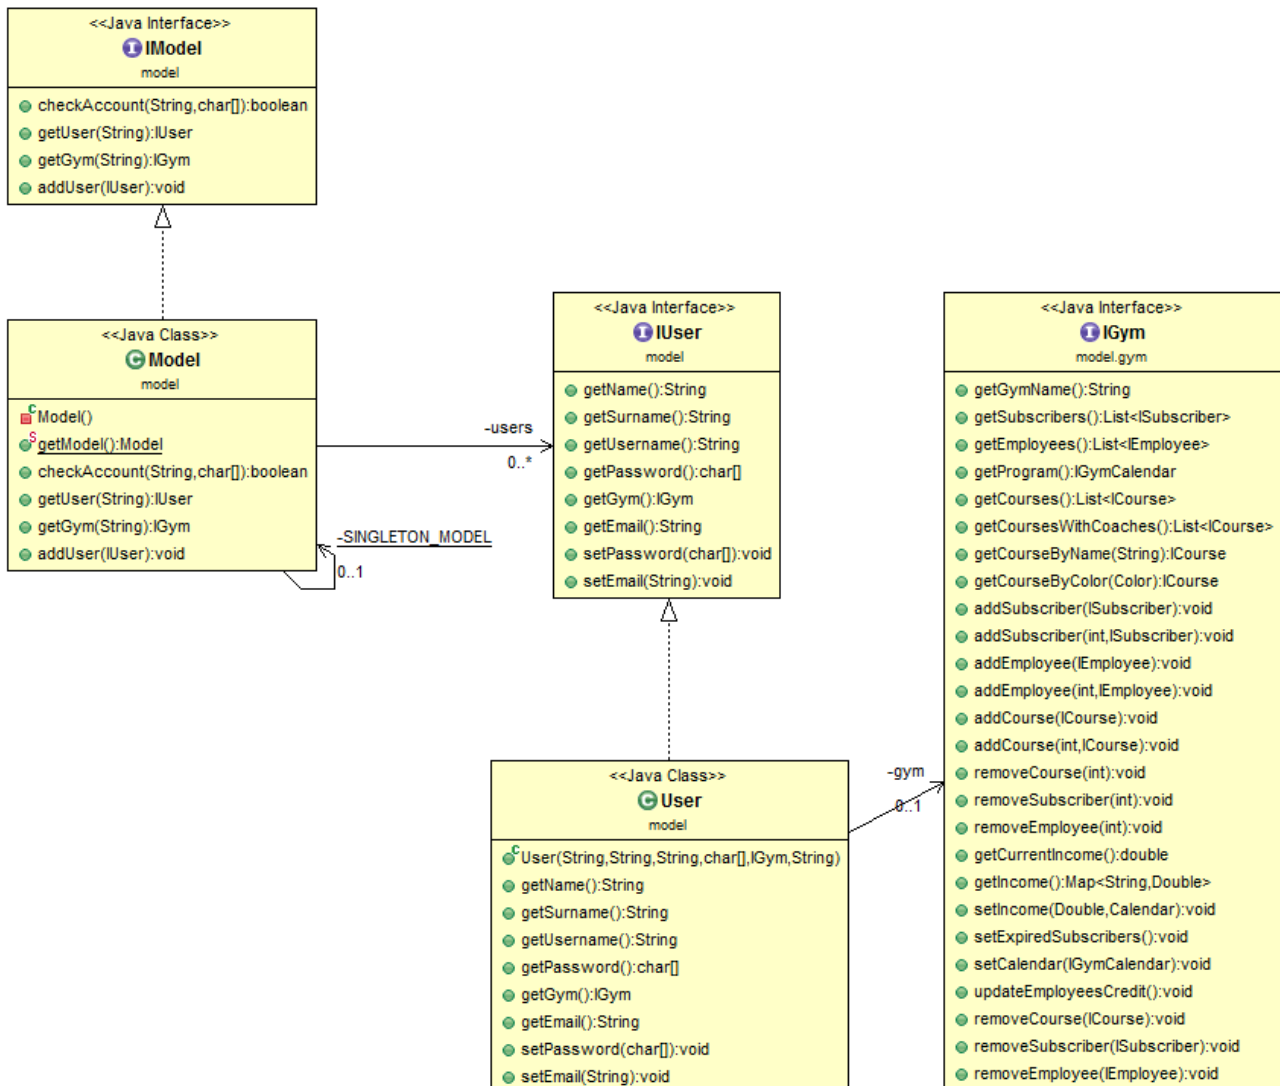 <<Java Interface>>
IModel
model
checkAccount(String,char[]):boolean
getUser(String):IUser
getGym(String):IGym
addUser(IUser):void
<<Java Class>>
Model
model
Model()
getModel():Model
checkAccount(String,char[]):boolean
getUser(String):IUser
getGym(String):IGym
addUser(IUser):void
-users
0..*
-SINGLETON_MODEL
0..1
<<Java Interface>>
IUser
model
getName():String
getSurname():String
getUsername():String
getPassword():char[]
getGym():IGym
getEmail():String
setPassword(char[]):void
setEmail(String):void
<<Java Class>>
User
model
User(String,String,String,char[],IGym,String)
getName():String
getSurname():String
getUsername():String
getPassword():char[]
getGym():IGym
getEmail():String
setPassword(char[]):void
setEmail(String):void
-gym
0..1
<<Java Interface>>
IGym
model.gym
getGymName():String
getSubscribers():List<ISubscriber>
getEmployees():List<IEmployee>
getProgram():IGymCalendar
getCourses():List<ICourse>
getCoursesWithCoaches():List<ICourse>
getCourseByName(String):ICourse
getCourseByColor(Color):ICourse
addSubscriber(ISubscriber):void
addSubscriber(int,ISubscriber):void
addEmployee(IEmployee):void
addEmployee(int,IEmployee):void
addCourse(ICourse):void
addCourse(int,ICourse):void
removeCourse(int):void
removeSubscriber(int):void
removeEmployee(int):void
getCurrentIncome():double
getIncome():Map<String,Double>
setIncome(Double,Calendar):void
setExpiredSubscribers():void
setCalendar(IGymCalendar):void
updateEmployeesCredit():void
removeCourse(ICourse):void
removeSubscriber(ISubscriber):void
removeEmployee(IEmployee):void